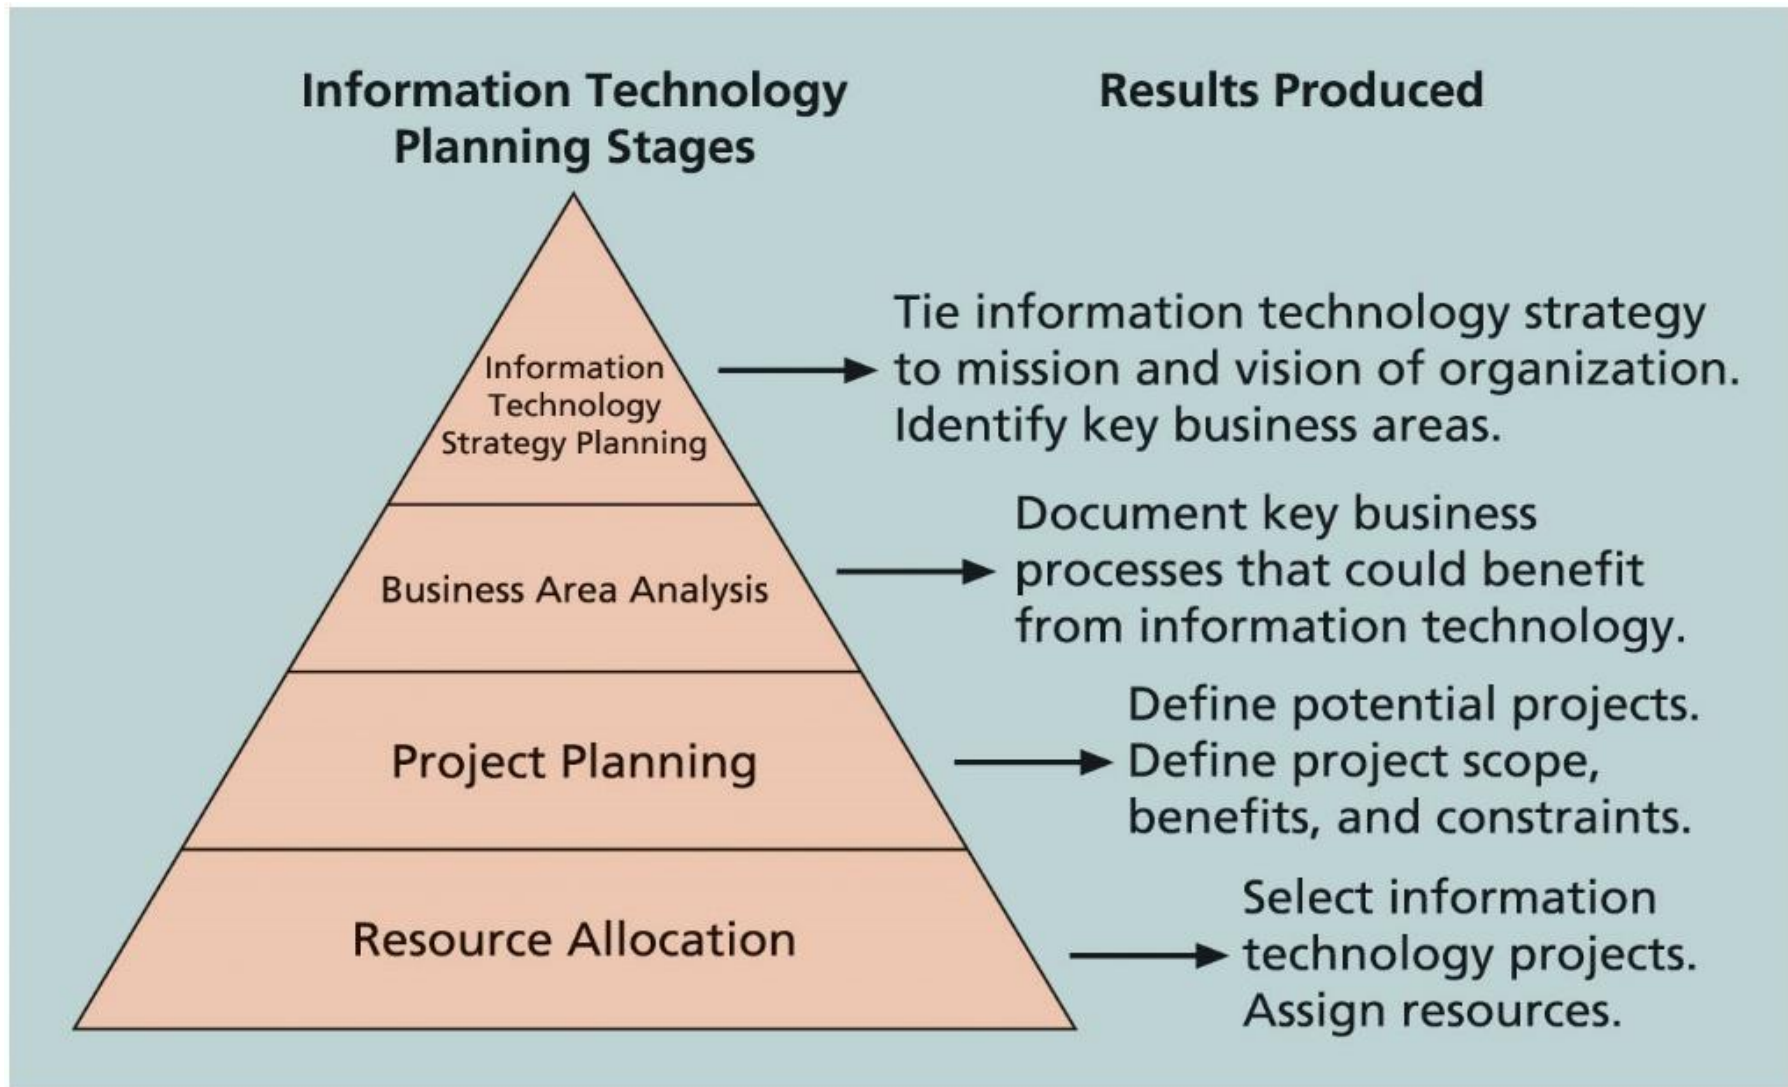 Information Technology
Planning Stages
Results Produced
Information
Technology
Strategy Planning
Tie information technology strategy
to mission and vision of organization.
Identify key business areas.
Business Area Analysis
Document key business
processes that could benefit
from information technology.
Project Planning
Define potential projects.
Define project scope,
benefits, and constraints.
Resource Allocation
Select information
technology projects.
Assign resources.